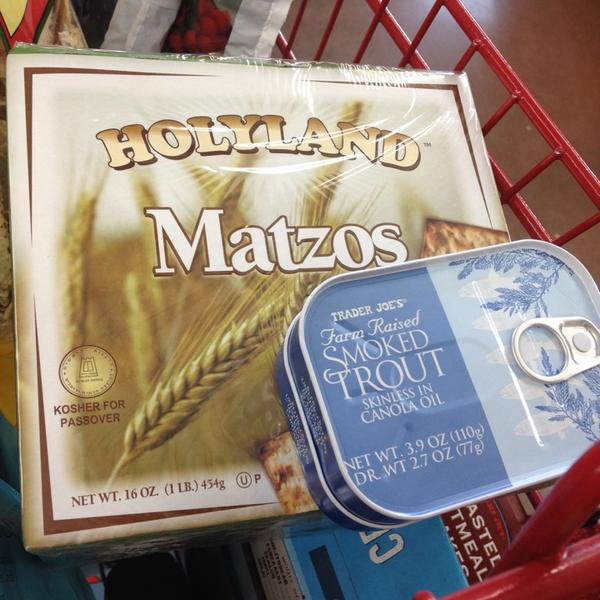 HOLYLAND™
Matzos
KOSHER FOR
PASSOVER
NET WT. 16 OZ. (1 LB.) 454g Ⓤ P
TRADER JOE'S®
Farm Raised
SMOKED
TROUT
SKINLESS IN
CANOLA OIL
NET WT. 3.9 OZ (110g)
DR. WT 2.7 OZ (77g)